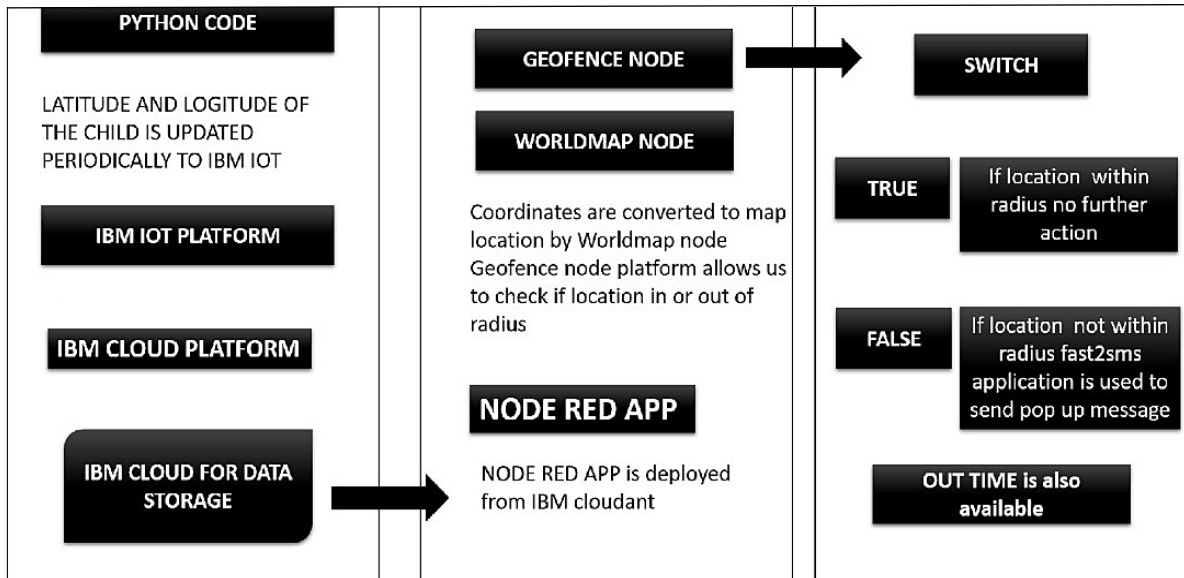 PYTHON CODE
LATITUDE AND LOGITUDE OF
THE CHILD IS UPDATED
PERIODICALLY TO IBM IOT
IBM IOT PLATFORM
IBM CLOUD PLATFORM
IBM CLOUD FOR DATA
STORAGE
GEOFENCE NODE
WORLDMAP NODE
Coordinates are converted to map
location by Worldmap node
Geofence node platform allows us
to check if location in or out of
radius
NODE RED APP
NODE RED APP is deployed
from IBM cloudant
SWITCH
TRUE
If location within
radius no further
action
FALSE
If location not within
radius fast2sms
application is used to
send pop up message
OUT TIME is also
available